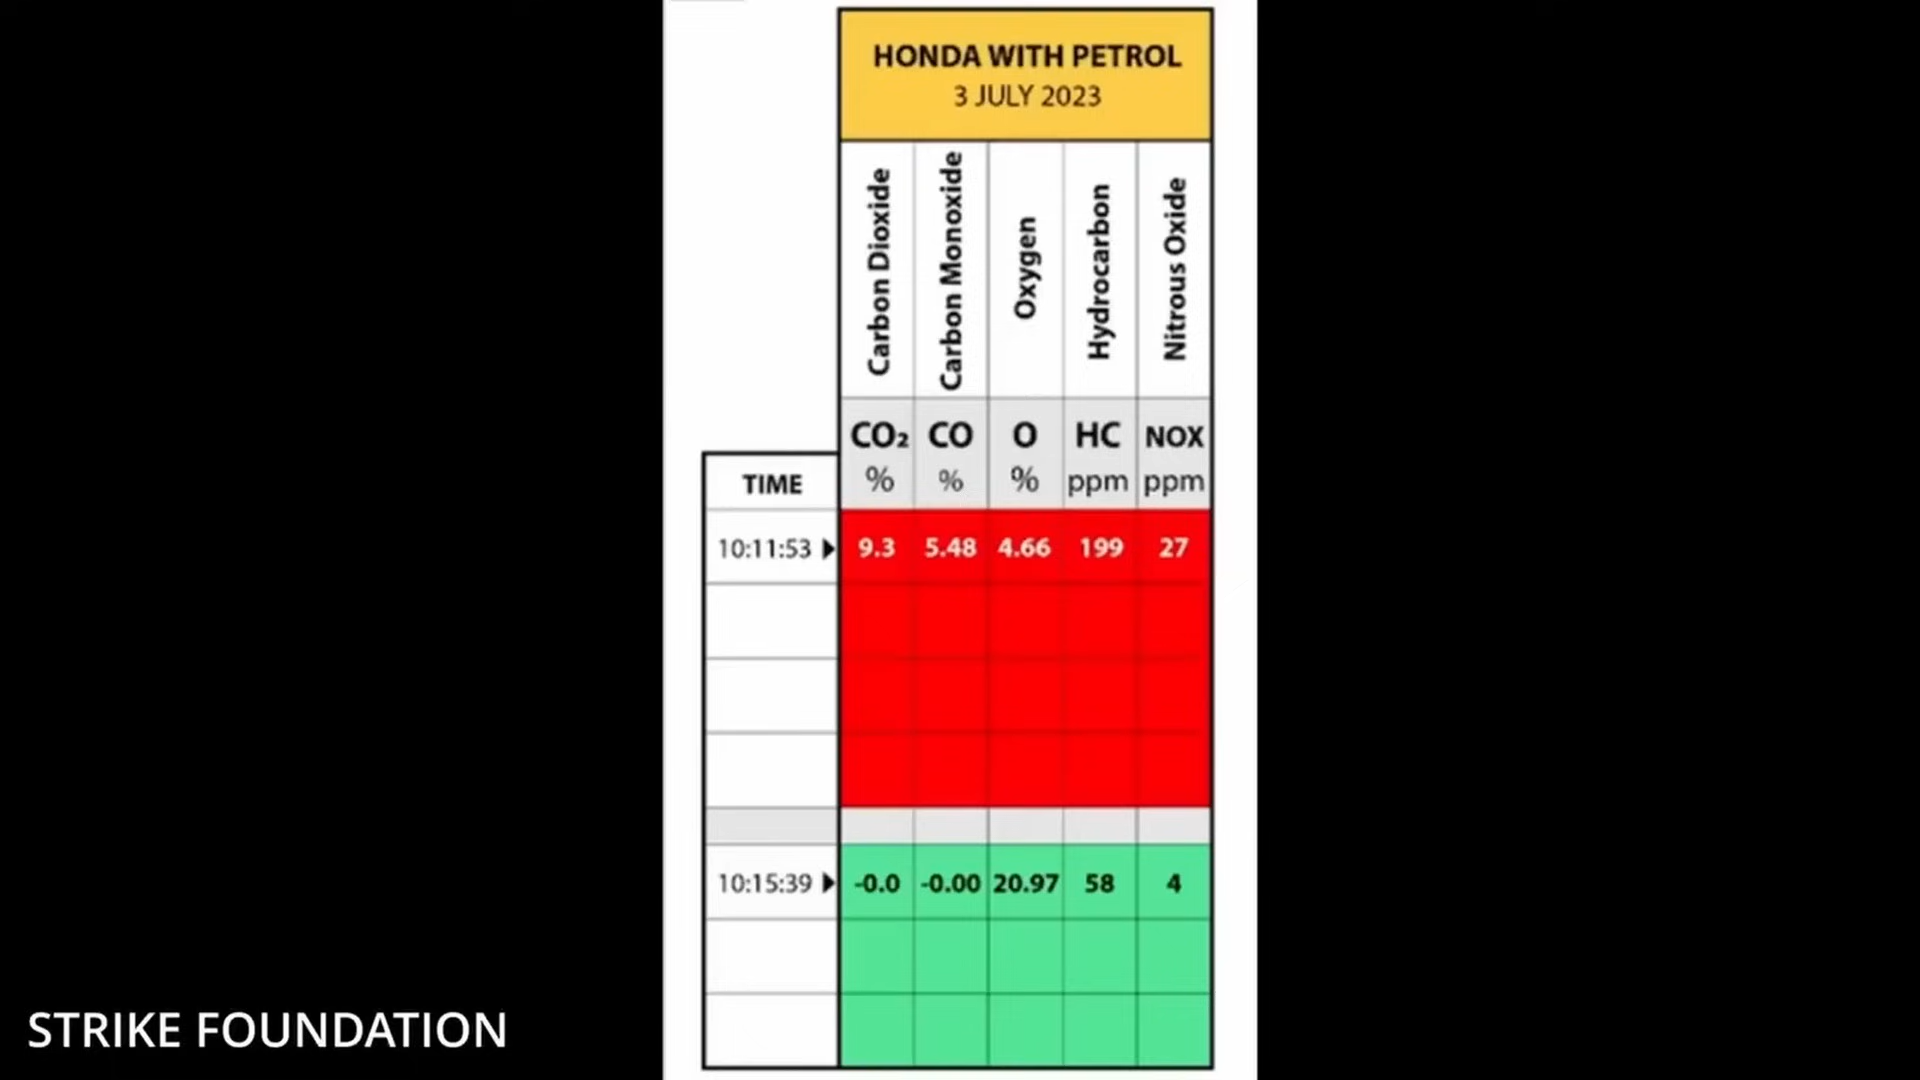 HONDA WITH PETROL
3 JULY 2023
Carbon Dioxide
Carbon Monoxide
Oxygen
Hydrocarbon
Nitrous Oxide
CO₂ CO O HC NOX
TIME % % % ppm ppm
10:11:53 9.3 5.48 4.66 199 27
10:15:39 -0.0 -0.00 20.97 58 4
STRIKE FOUNDATION